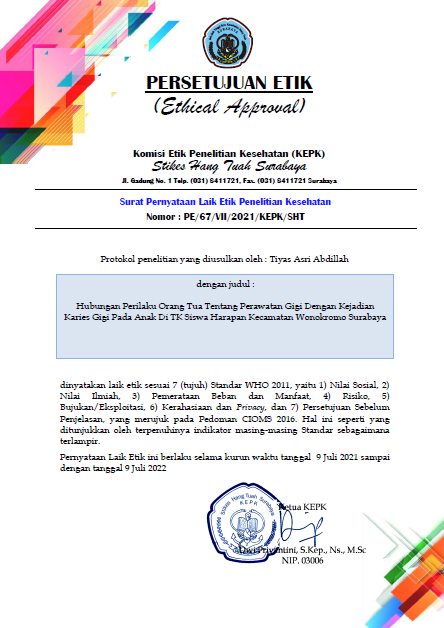 PERSETUJUAN ETIK
(Ethical Approval)
Komisi Etik Penelitian Kesehatan (KEPK)
Stikes Hang Tuah Surabaya
Jl. Gadung No. 1 Telp. (031) 6411721, Fax. (031) 6411721 Surabaya
Surat Pernyataan Laik Etik Penelitian Kesehatan
Nomor : PE/67/VII/2021/KEPK/SHT
Protokol penelitian yang diusulkan oleh : Tiyas Asri Abdillah
dengan judul :
Hubungan Perilaku Orang Tua Tentang Perawatan Gigi Dengan Kejadian
Karies Gigi Pada Anak Di TK Siswa Harapan Kecamatan Wonokromo Surabaya
dinyatakan laik etik sesuai 7 (tujuh) Standar WHO 2011, yaitu 1) Nilai Sosial, 2)
Nilai Ilmiah, 3) Pemerataan Beban dan Manfaat, 4) Risiko, 5)
Bujukan/Eksploitasi, 6) Kerahasiaan dan Privacy, dan 7) Persetujuan Sebelum
Penjelasan, yang merujuk pada Pedoman CIOMS 2016. Hal ini seperti yang
ditunjukkan oleh terpenuhinya indikator masing-masing Standar sebagaimana
terlampir.
Pernyataan Laik Etik ini berlaku selama kurun waktu tanggal 9 Juli 2021 sampai
dengan tanggal 9 Juli 2022
Ketua KEPK
Stikes Hang Tuah Surabaya
KEPK
Dwi Priyantini, S.Kep., Ns., M.Sc
NIP. 03006